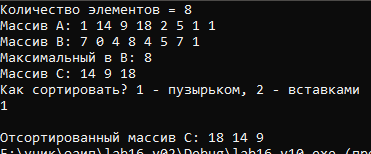 Количество элементов = 8
Массив A: 1 14 9 18 2 5 1 1
Массив B: 7 0 4 8 4 5 7 1
Максимальный в B: 8
Массив C: 14 9 18
Как сортировать? 1 - пузырьком, 2 - вставками
1
Отсортированный массив C: 18 14 9